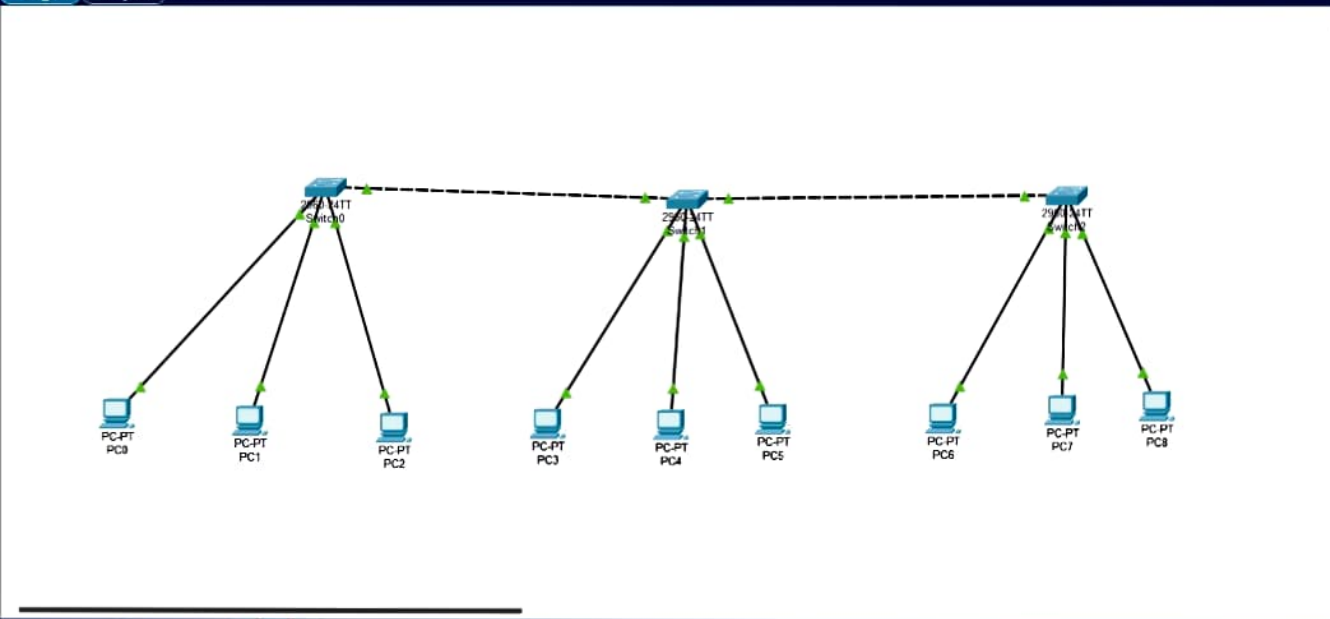 2960-24TT
Switch0
2960-24TT
Switch1
2960-24TT
Switch2
PC-PT
PC0
PC-PT
PC1
PC-PT
PC2
PC-PT
PC3
PC-PT
PC4
PC-PT
PC5
PC-PT
PC6
PC-PT
PC7
PC-PT
PC8